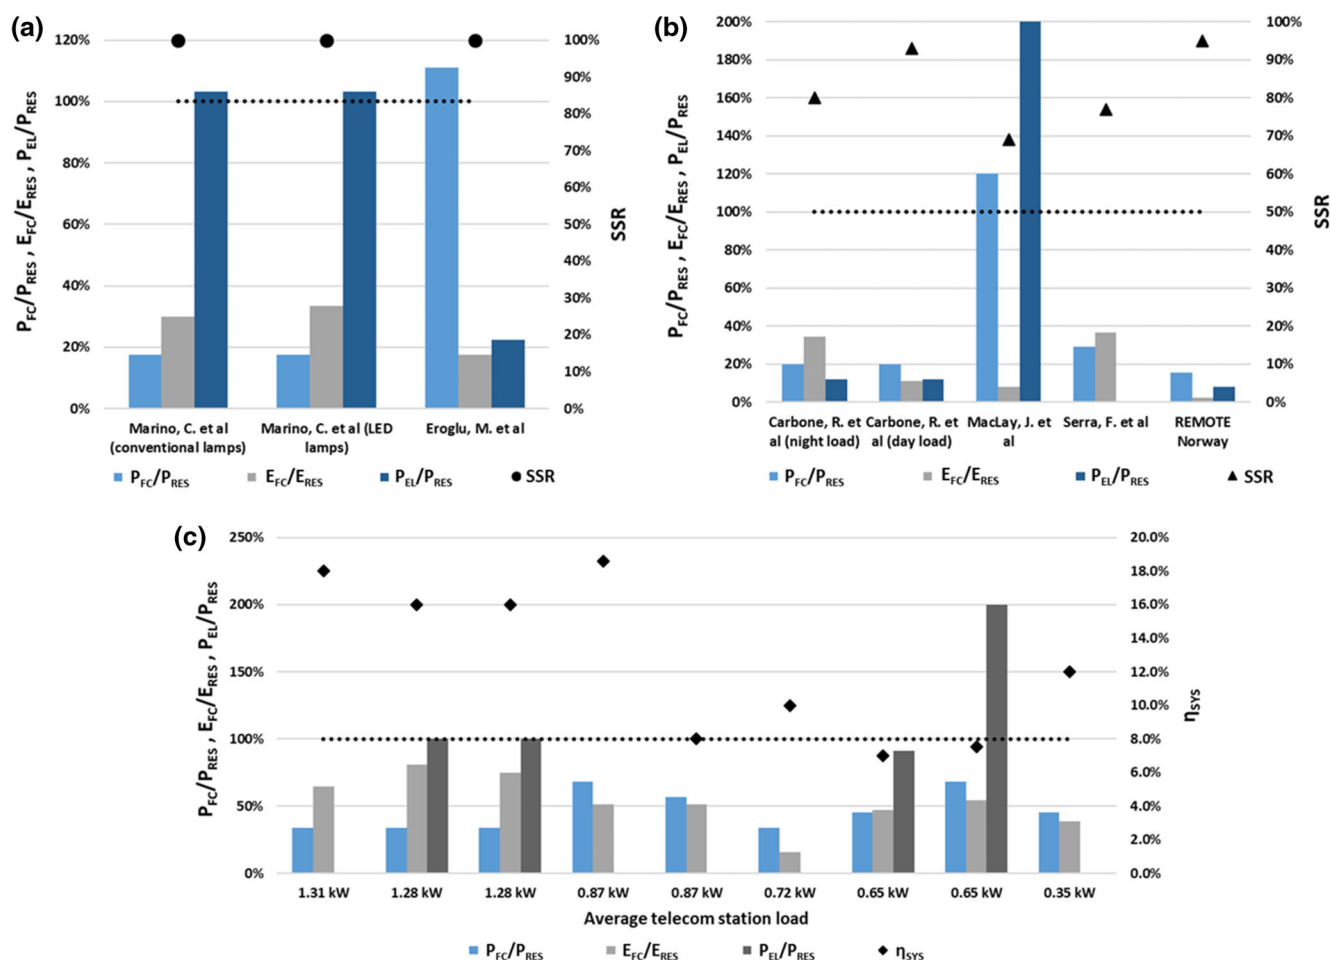 (a)
120%
100%
80%
60%
40%
20%
0%
P_FC/P_RES , E_FC/E_RES , P_EL/P_RES
100%
90%
80%
70%
60%
50%
40%
30%
20%
10%
0%
SSR
Marino, C. et al
(conventional lamps)
Marino, C. et al (LED
lamps)
Eroglu, M. et al
P_FC/P_RES
E_FC/E_RES
P_EL/P_RES
SSR
(b)
200%
180%
160%
140%
120%
100%
80%
60%
40%
20%
0%
P_FC/P_RES , E_FC/E_RES , P_EL/P_RES
100%
90%
80%
70%
60%
50%
40%
30%
20%
10%
0%
SSR
Carbone, R. et
al (night load)
Carbone, R. et
al (day load)
MacLay, J. et
al
Serra, F. et al
REMOTE
Norway
P_FC/P_RES
E_FC/E_RES
P_EL/P_RES
SSR
(c)
250%
200%
150%
100%
50%
0%
P_FC/P_RES , E_FC/E_RES , P_EL/P_RES
20.0%
18.0%
16.0%
14.0%
12.0%
10.0%
8.0%
6.0%
4.0%
2.0%
0.0%
η_SYS
1.31 kW
1.28 kW
1.28 kW
0.87 kW
0.87 kW
0.72 kW
0.65 kW
0.65 kW
0.35 kW
Average telecom station load
P_FC/P_RES
E_FC/E_RES
P_EL/P_RES
η_SYS